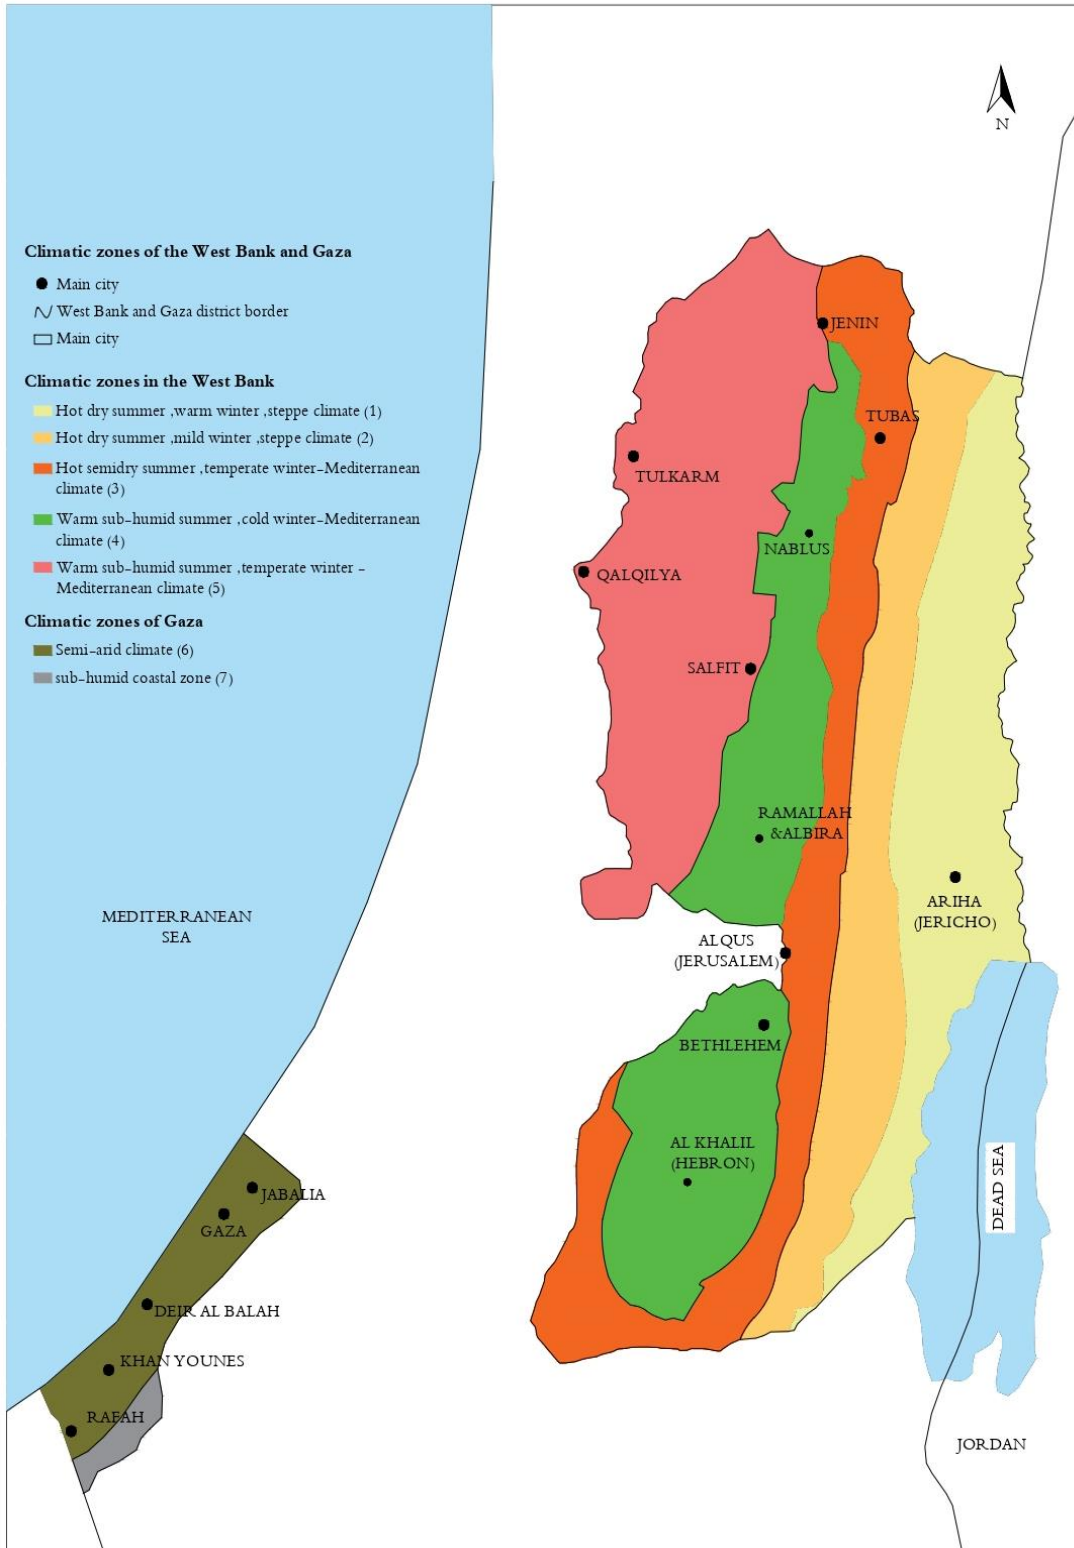 N
Climatic zones of the West Bank and Gaza
Main city
West Bank and Gaza district border
Main city
Climatic zones in the West Bank
Hot dry summer ,warm winter ,steppe climate (1)
Hot dry summer ,mild winter ,steppe climate (2)
Hot semidry summer ,temperate winter-Mediterranean
climate (3)
Warm sub-humid summer ,cold winter-Mediterranean
climate (4)
Warm sub-humid summer ,temperate winter -
Mediterranean climate (5)
Climatic zones of Gaza
Semi-arid climate (6)
sub-humid coastal zone (7)
JENIN
TUBAS
TULKARM
NABLUS
QALQILYA
SALFIT
RAMALLAH
&ALBIRA
ARIHA
(JERICHO)
MEDITERRANEAN
SEA
ALQUS
(JERUSALEM)
BETHLEHEM
AL KHALIL
(HEBRON)
DEAD SEA
JABALIA
GAZA
DEIR AL BALAH
KHAN YOUNES
RAFAH
JORDAN